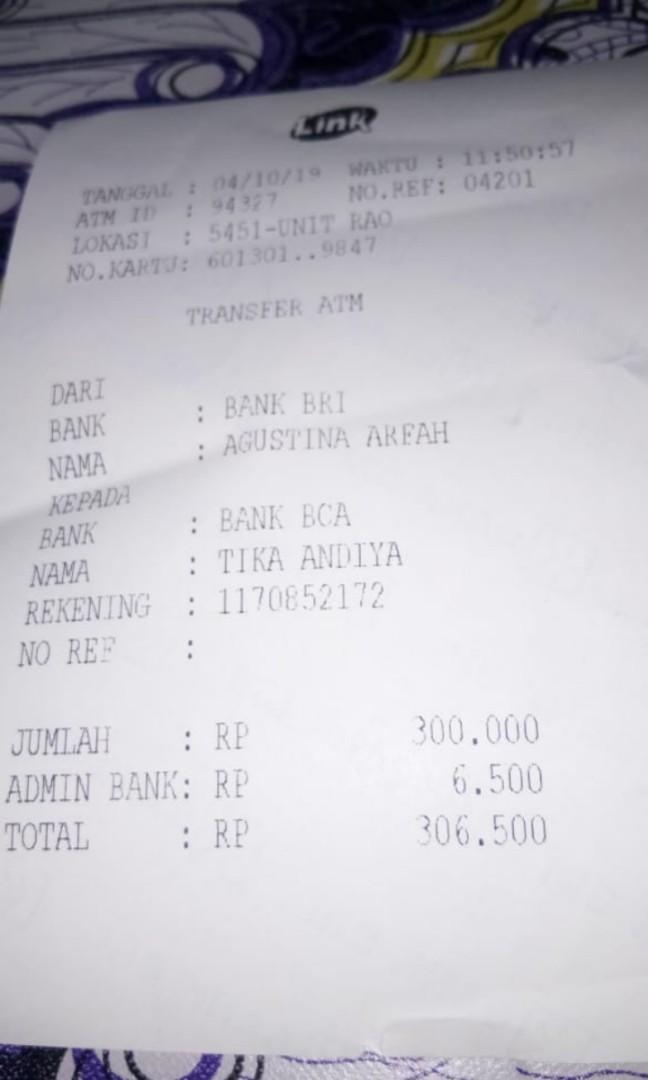 Link
TANGGAL : 04/10/19 WAKTU : 11:50:57
ATM ID : 94327 NO.REF: 04201
LOKASI : 5451-UNIT RAO
NO.KARTU: 601301..9847
TRANSFER ATM
DARI
BANK : BANK BRI
NAMA : AGUSTINA ARFAH
KEPADA
BANK : BANK BCA
NAMA : TIKA ANDIYA
REKENING : 1170852172
NO REF :
JUMLAH : RP 300.000
ADMIN BANK: RP 6.500
TOTAL : RP 306.500